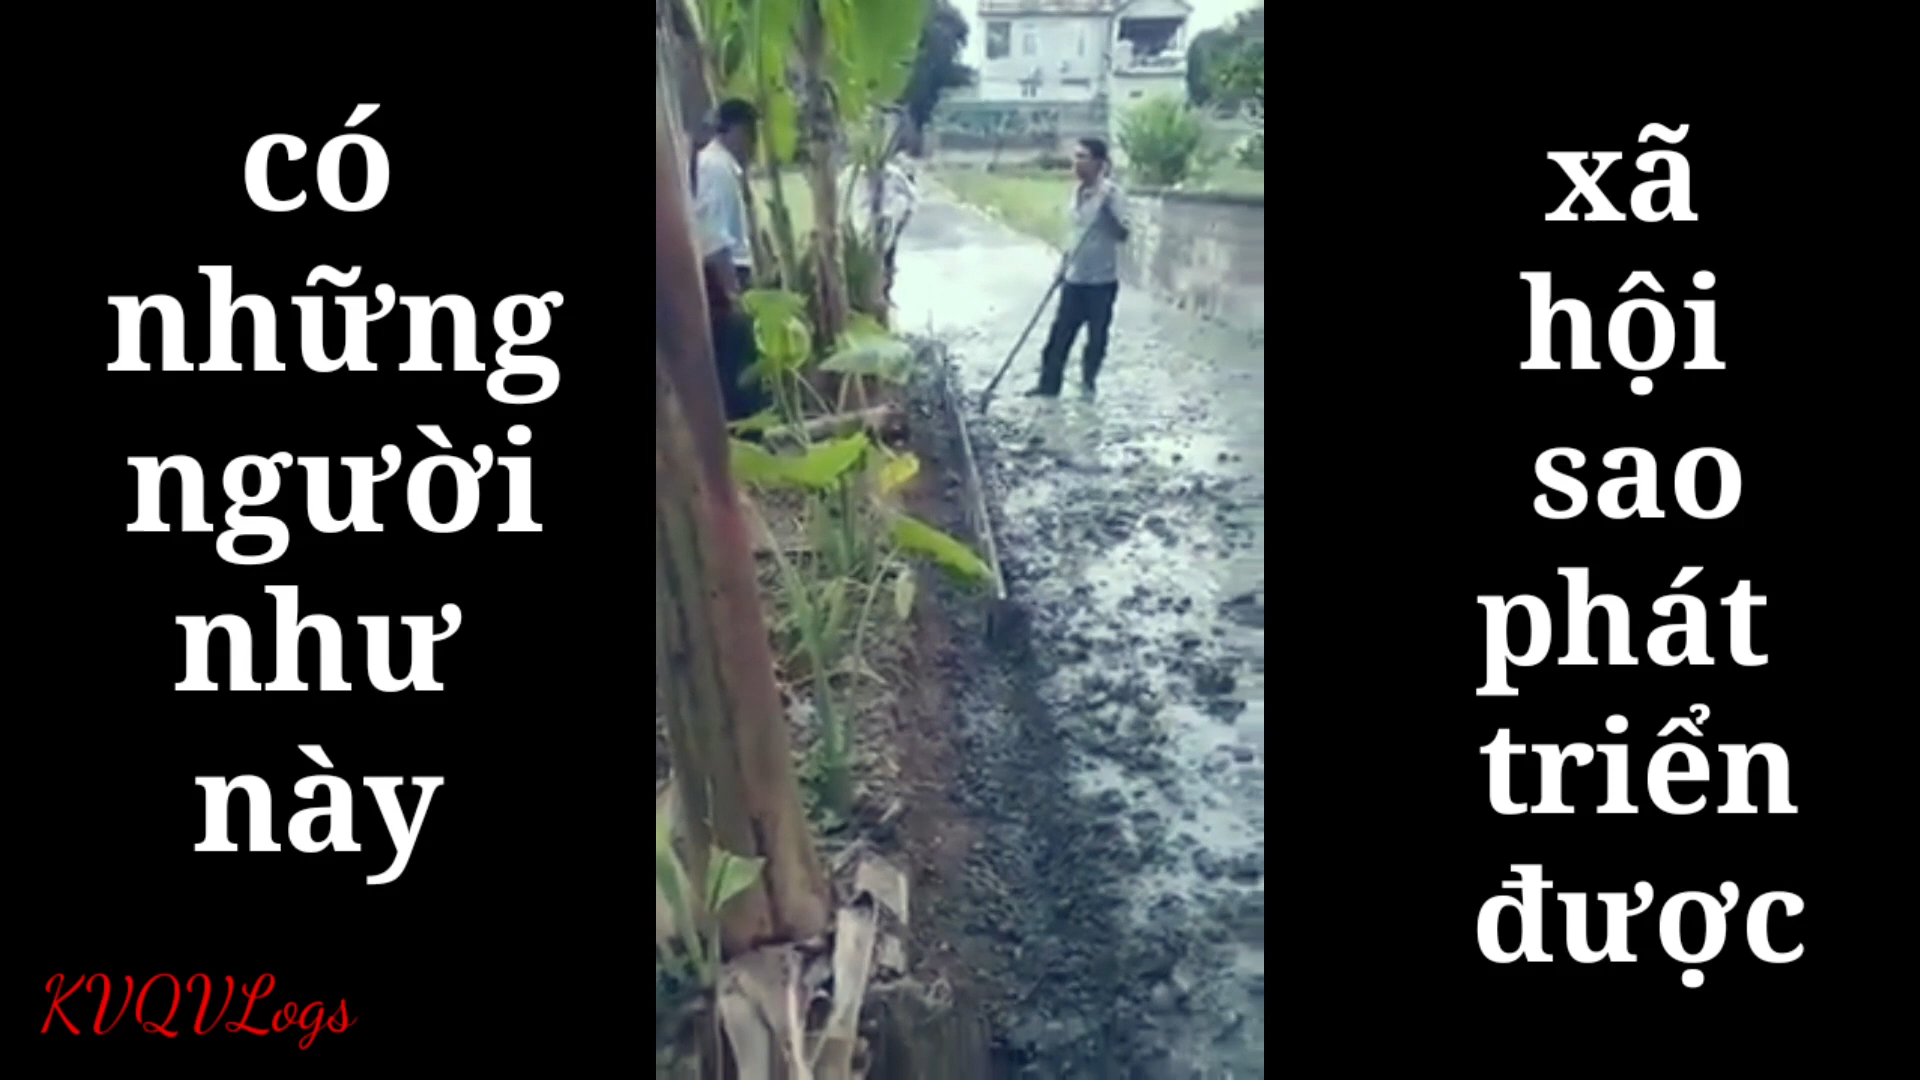 có
những
người
như
này
KVQVLogs
xã
hội
sao
phát
triển
được